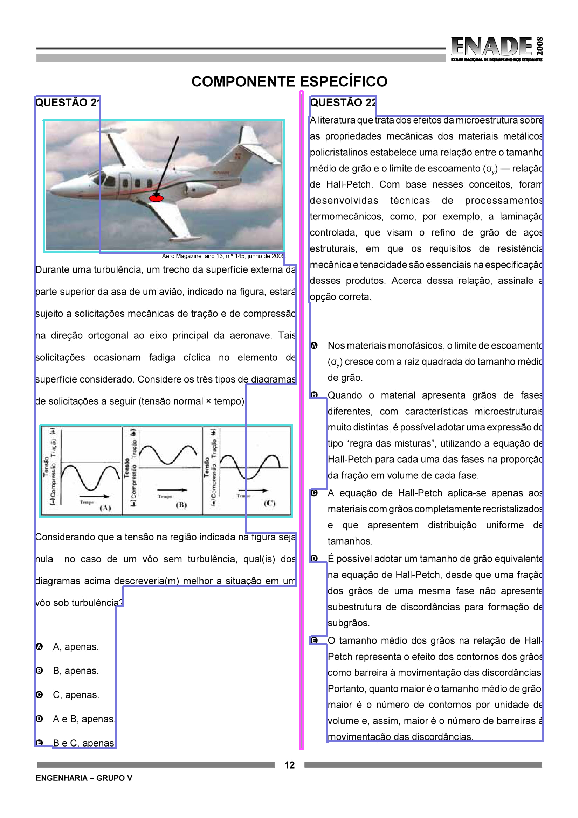 ENADE 2008
EXAME NACIONAL DE DESEMPENHO DOS ESTUDANTES
COMPONENTE ESPECÍFICO
QUESTÃO 21
Aero Magazine, ano 13, n.º 145, junho de 2006
Durante uma turbulência, um trecho da superfície externa da
parte superior da asa de um avião, indicado na figura, estará
sujeito a solicitações mecânicas de tração e de compressão
na direção ortogonal ao eixo principal da aeronave. Tais
solicitações ocasionam fadiga cíclica no elemento de
superfície considerado. Considere os três tipos de diagramas
de solicitações a seguir (tensão normal × tempo)
Tensão
(-) Compressão Tração (+)
Tempo
(A)
Tensão
(-) Compressão Tração (+)
Tempo
(B)
Tensão
(-) Compressão Tração (+)
Tempo
(C)
Considerando que a tensão na região indicada na figura seja
nula no caso de um vôo sem turbulência, qual(is) dos
diagramas acima descreveria(m) melhor a situação em um
vôo sob turbulência?
A A, apenas.
B B, apenas.
C C, apenas.
D A e B, apenas
E B e C, apenas
QUESTÃO 22
A literatura que trata dos efeitos da microestrutura sobre
as propriedades mecânicas dos materiais metálicos
policristalinos estabelece uma relação entre o tamanho
médio de grão e o limite de escoamento (σy) — relação
de Hall-Petch. Com base nesses conceitos, foram
desenvolvidas técnicas de processamentos
termomecânicos, como, por exemplo, a laminação
controlada, que visam o refino de grão de aços
estruturais, em que os requisitos de resistência
mecânica e tenacidade são essenciais na especificação
desses produtos. Acerca dessa relação, assinale a
opção correta.
A Nos materiais monofásicos, o limite de escoamento
(σy) cresce com a raiz quadrada do tamanho médio
de grão.
B Quando o material apresenta grãos de fases
diferentes, com características microestruturais
muito distintas é possível adotar uma expressão do
tipo “regra das misturas”, utilizando a equação de
Hall-Petch para cada uma das fases na proporção
da fração em volume de cada fase.
C A equação de Hall-Petch aplica-se apenas aos
materiais com grãos completamente recristalizados
e que apresentem distribuição uniforme de
tamanhos.
D É possível adotar um tamanho de grão equivalente
na equação de Hall-Petch, desde que uma fração
dos grãos de uma mesma fase não apresente
subestrutura de discordâncias para formação de
subgrãos.
E O tamanho médio dos grãos na relação de Hall-
Petch representa o efeito dos contornos dos grãos
como barreira à movimentação das discordâncias
Portanto, quanto maior é o tamanho médio de grão
maior é o número de contornos por unidade de
volume e, assim, maior é o número de barreiras à
movimentação das discordâncias.
12
ENGENHARIA – GRUPO V